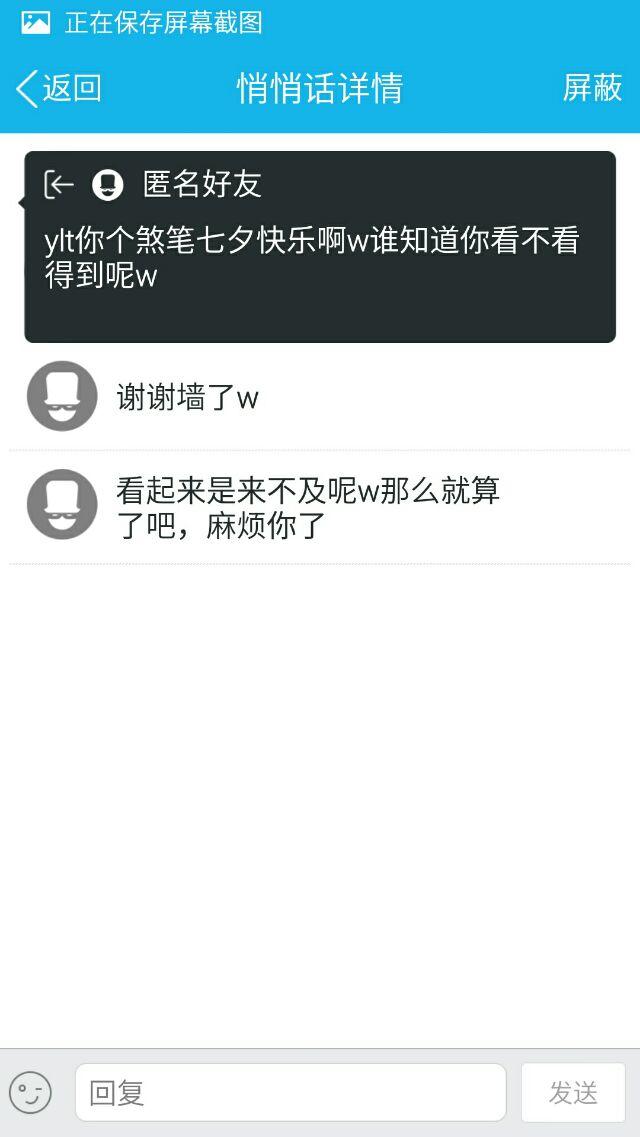 正在保存屏幕截图
返回
悄悄话详情
屏蔽
匿名好友
ylt你个煞笔七夕快乐啊w谁知道你看不看
得到呢w
谢谢墙了w
看起来是来不及呢w那么就算
了吧，麻烦你了
回复
发送